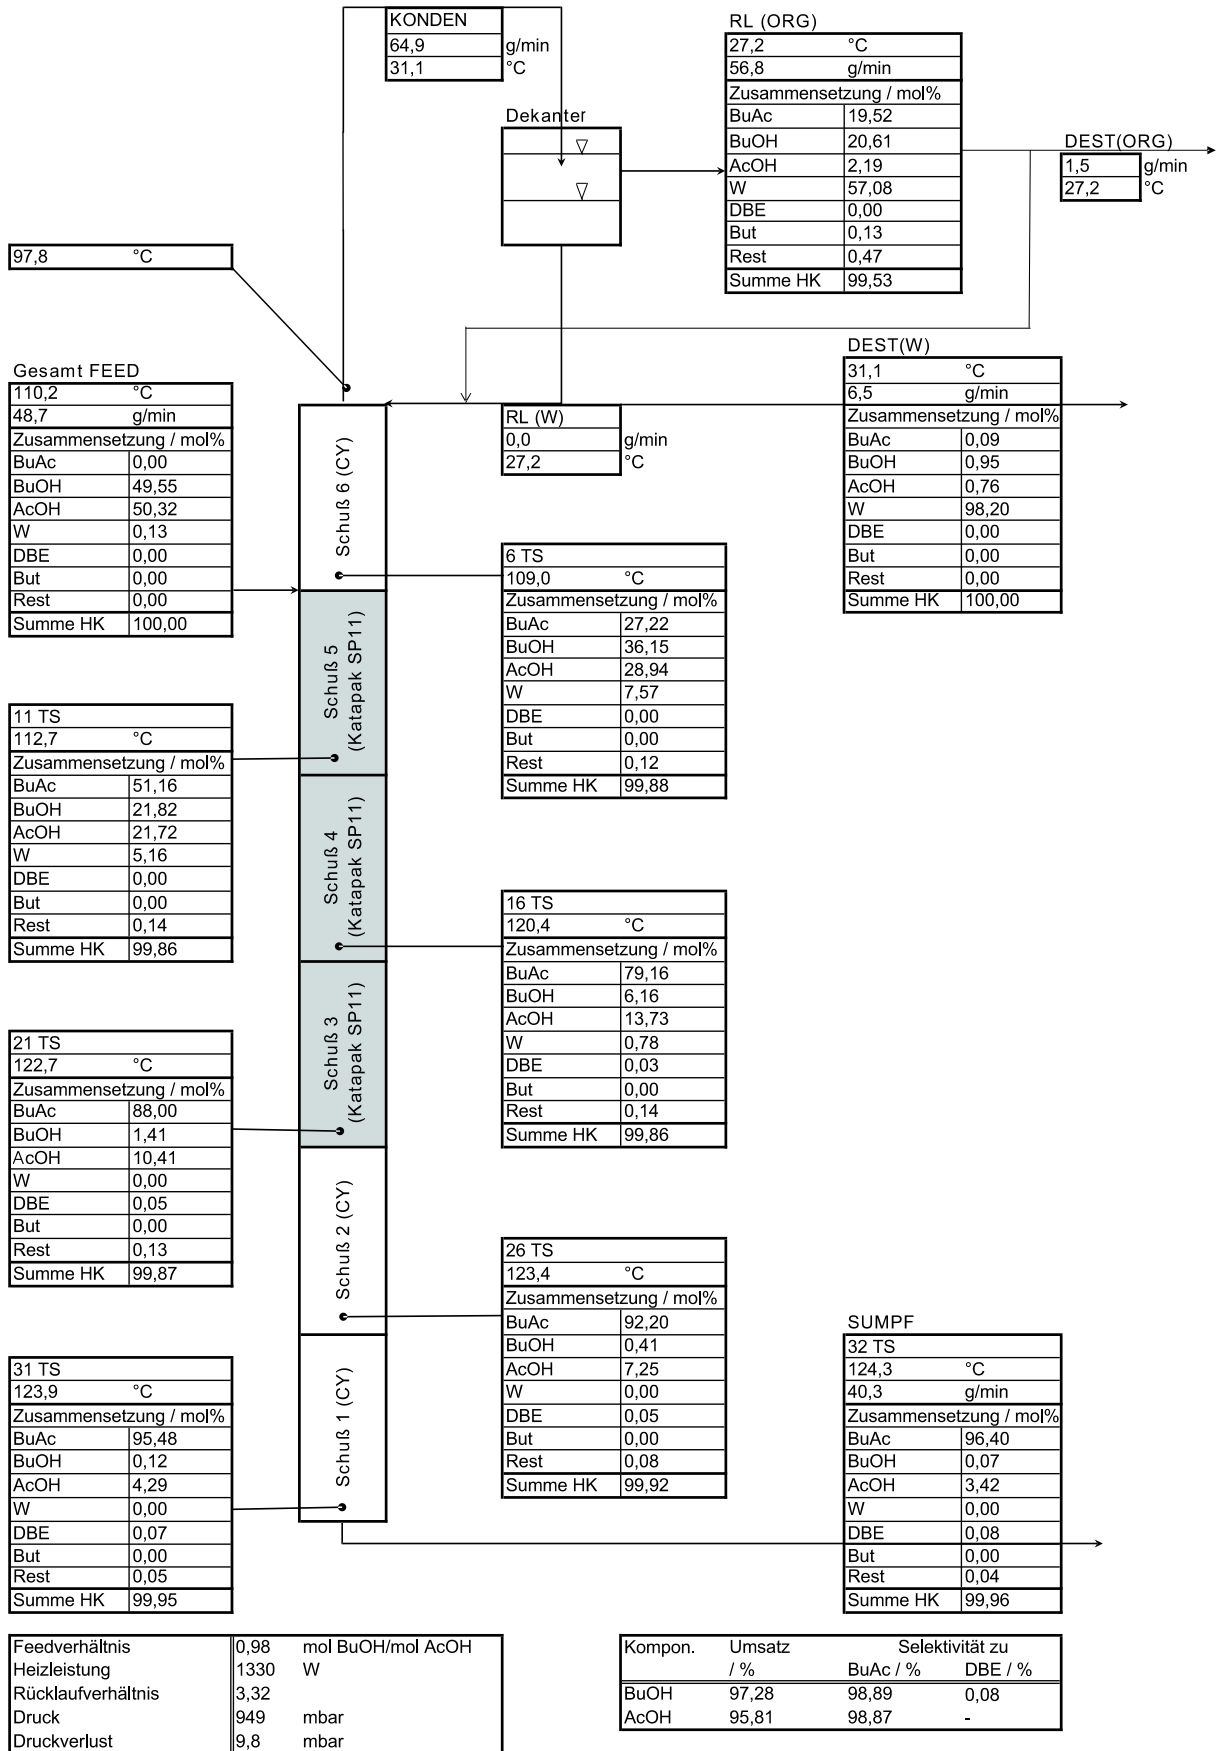 KONDEN
64,9 g/min
31,1 °C
RL (ORG)
27,2 °C
56,8 g/min
Zusammensetzung / mol%
BuAc 19,52
BuOH 20,61
AcOH 2,19
W 57,08
DBE 0,00
But 0,13
Rest 0,47
Summe HK 99,53
Dekanter
DEST(ORG)
1,5 g/min
27,2 °C
97,8 °C
Gesamt FEED
110,2 °C
48,7 g/min
Zusammensetzung / mol%
BuAc 0,00
BuOH 49,55
AcOH 50,32
W 0,13
DBE 0,00
But 0,00
Rest 0,00
Summe HK 100,00
RL (W)
0,0 g/min
27,2 °C
DEST(W)
31,1 °C
6,5 g/min
Zusammensetzung / mol%
BuAc 0,09
BuOH 0,95
AcOH 0,76
W 98,20
DBE 0,00
But 0,00
Rest 0,00
Summe HK 100,00
Schuß 6 (CY)
6 TS
109,0 °C
Zusammensetzung / mol%
BuAc 27,22
BuOH 36,15
AcOH 28,94
W 7,57
DBE 0,00
But 0,00
Rest 0,12
Summe HK 99,88
Schuß 5
(Katapak SP11)
11 TS
112,7 °C
Zusammensetzung / mol%
BuAc 51,16
BuOH 21,82
AcOH 21,72
W 5,16
DBE 0,00
But 0,00
Rest 0,14
Summe HK 99,86
Schuß 4
(Katapak SP11)
16 TS
120,4 °C
Zusammensetzung / mol%
BuAc 79,16
BuOH 6,16
AcOH 13,73
W 0,78
DBE 0,03
But 0,00
Rest 0,14
Summe HK 99,86
Schuß 3
(Katapak SP11)
21 TS
122,7 °C
Zusammensetzung / mol%
BuAc 88,00
BuOH 1,41
AcOH 10,41
W 0,00
DBE 0,05
But 0,00
Rest 0,13
Summe HK 99,87
Schuß 2 (CY)
26 TS
123,4 °C
Zusammensetzung / mol%
BuAc 92,20
BuOH 0,41
AcOH 7,25
W 0,00
DBE 0,05
But 0,00
Rest 0,08
Summe HK 99,92
Schuß 1 (CY)
31 TS
123,9 °C
Zusammensetzung / mol%
BuAc 95,48
BuOH 0,12
AcOH 4,29
W 0,00
DBE 0,07
But 0,00
Rest 0,05
Summe HK 99,95
SUMPF
32 TS
124,3 °C
40,3 g/min
Zusammensetzung / mol%
BuAc 96,40
BuOH 0,07
AcOH 3,42
W 0,00
DBE 0,08
But 0,00
Rest 0,04
Summe HK 99,96
Feedverhältnis 0,98 mol BuOH/mol AcOH
Heizleistung 1330 W
Rücklaufverhältnis 3,32
Druck 949 mbar
Druckverlust 9,8 mbar
Kompon. Umsatz Selektivität zu
/ % BuAc / % DBE / %
BuOH 97,28 98,89 0,08
AcOH 95,81 98,87 -